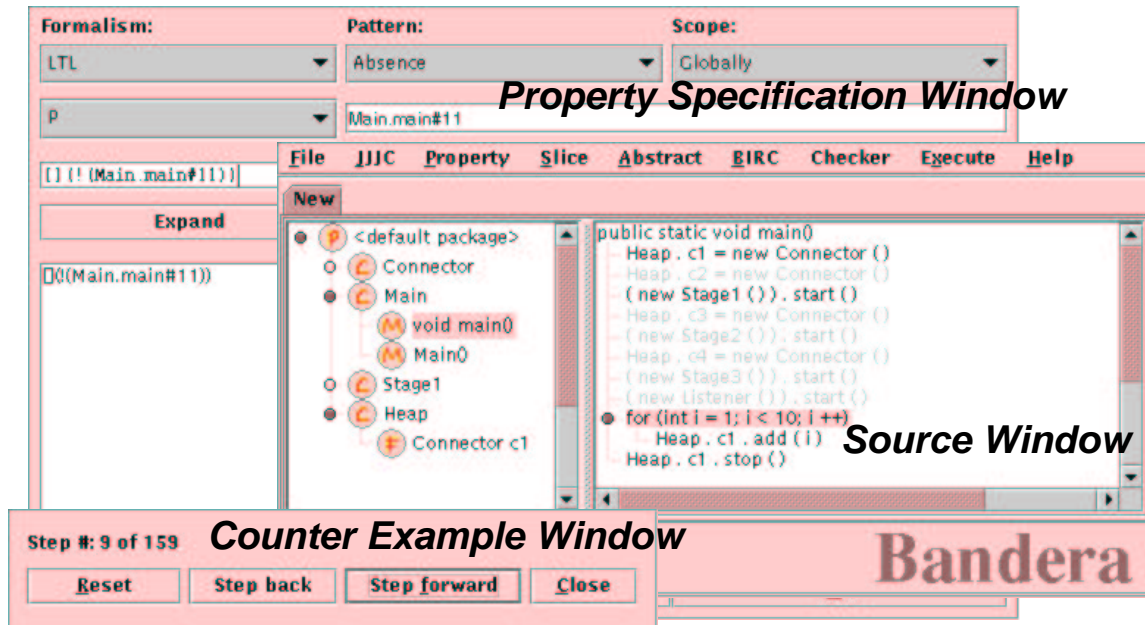 Formalism: Pattern: Scope:
LTL Absence Globally
Property Specification Window
P Main.main#11
[](!(Main.main#11))
Expand
[](!((Main.main#11))
File JJJC Property Slice Abstract BIRC Checker Execute Help
New
<default package>
Connector
Main
void main()
Main()
Stage1
Heap
Connector c1
public static void main()
Heap . c1 = new Connector ()
Heap . c2 = new Connector ()
( new Stage1 ()) . start ()
Heap . c3 = new Connector ()
( new Stage2 ()) . start ()
Heap . c4 = new Connector ()
( new Stage3 ()) . start ()
( new Listener ()) . start ()
for (int i = 1; i < 10; i ++)
Heap . c1 . add ( i )
Heap . c1 . stop ()
Source Window
Bandera
Counter Example Window
Step #: 9 of 159
Reset Step back Step forward Close